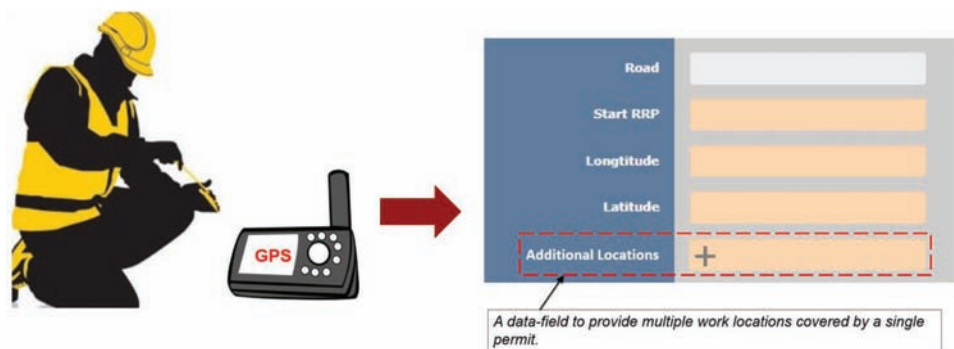 Road
Start RRP
Longtitude
Latitude
Additional Locations +
GPS
A data-field to provide multiple work locations covered by a single
permit.